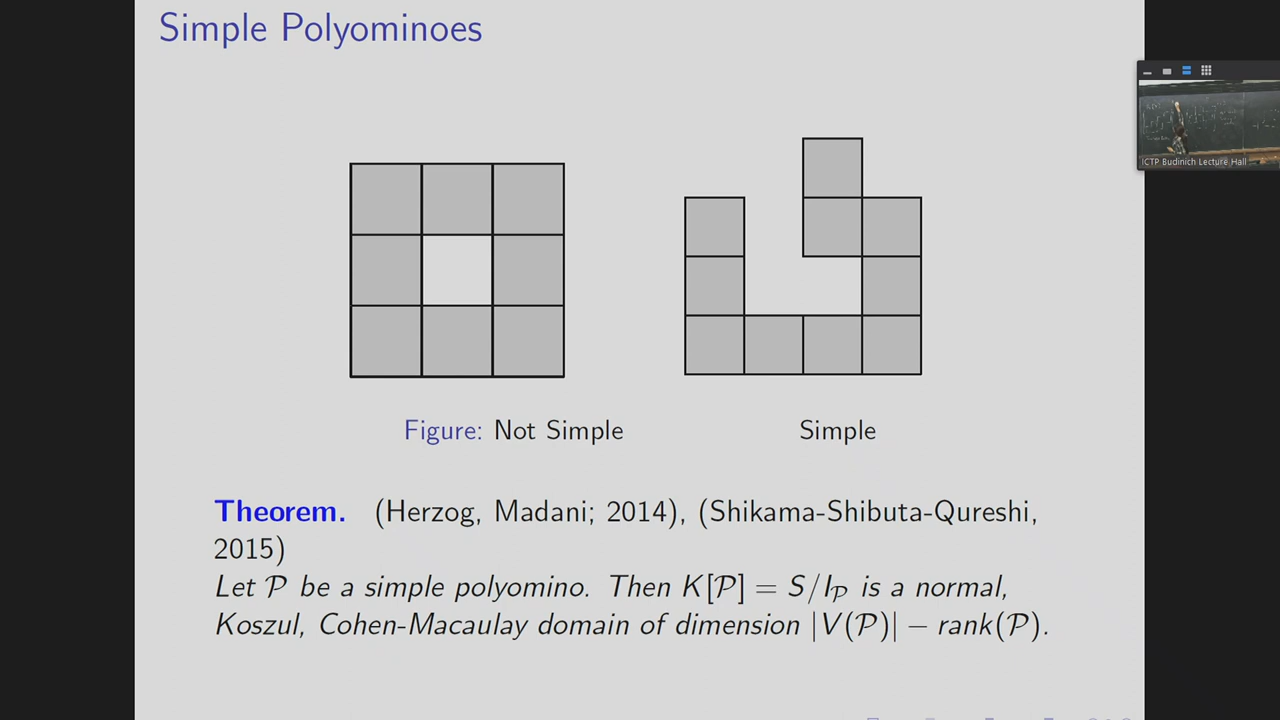 Simple Polyominoes
ICTP Budinich Lecture Hall
Figure: Not Simple
Simple
Theorem. (Herzog, Madani; 2014), (Shikama-Shibuta-Qureshi,
2015)
Let 𝒫 be a simple polyomino. Then K[𝒫] = S/I_𝒫 is a normal,
Koszul, Cohen-Macaulay domain of dimension |V(𝒫)| − rank(𝒫).